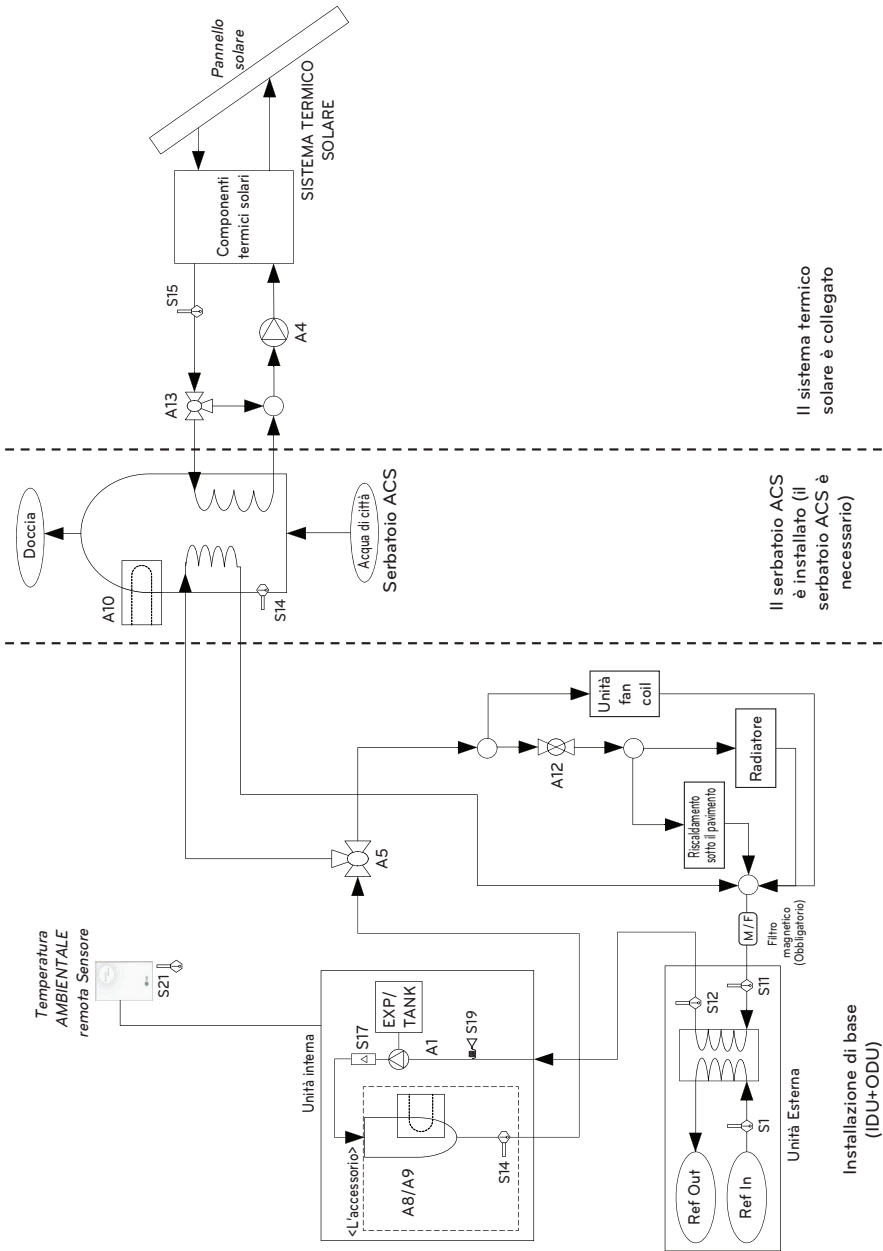 Pannello
solare
SISTEMA TERMICO
SOLARE
Componenti
termici solari
S15
A4
A13
Doccia
A10
S14
Acqua di città
Serbatoio ACS
Il sistema termico
solare è collegato
Il serbatoio ACS
è installato (il
serbatoio ACS è
necessario)
Temperatura
AMBIENTALE
remota Sensore
S21
A5
A12
Unità
fan
coil
Radiatore
Riscaldamento
sotto il pavimento
M / F
Filtro
magnetico
(Obbligatorio)
Unità interna
EXP/
TANK
S17
A1
S19
<L'accessorio>
A8/A9
S14
S12
S11
S1
Ref Out
Ref In
Unità Esterna
Installazione di base
(IDU+ODU)